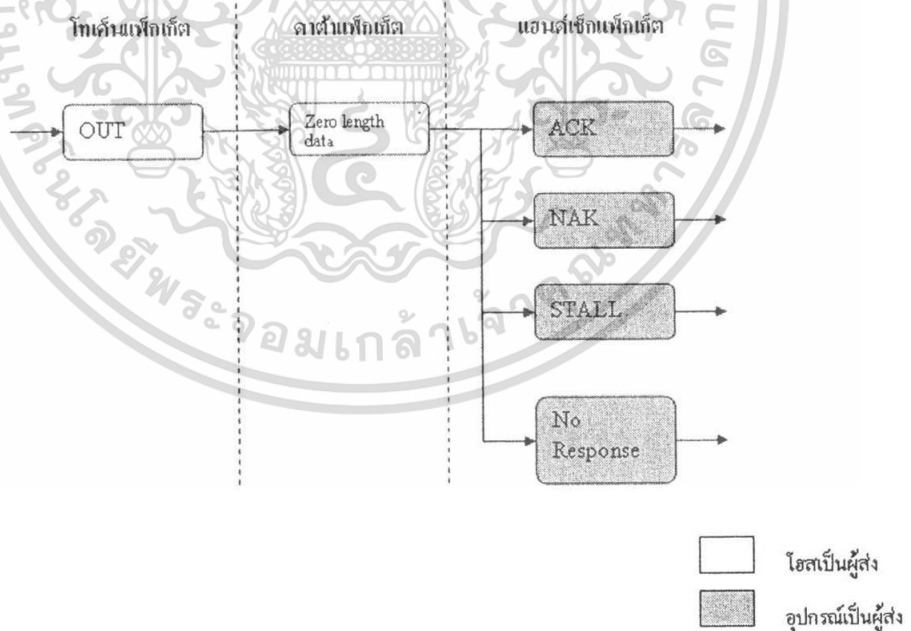 โทเค็นแพ็กเก็ต
ดาต้าแพ็กเก็ต
แฮนด์เช็กแพ็กเก็ต
OUT
Zero length
data
ACK
NAK
STALL
No
Response
โฮสเป็นผู้ส่ง
อุปกรณ์เป็นผู้ส่ง